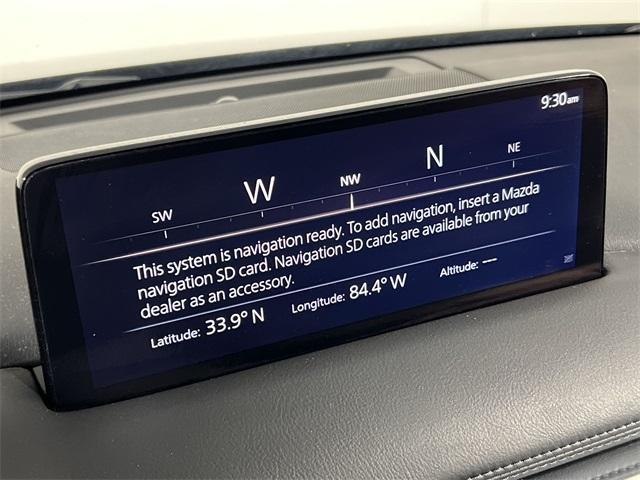 9:30am
SW W NW N NE
This system is navigation ready. To add navigation, insert a Mazda
navigation SD card. Navigation SD cards are available from your
dealer as an accessory.
Latitude: 33.9° N Longitude: 84.4° W Altitude: ---